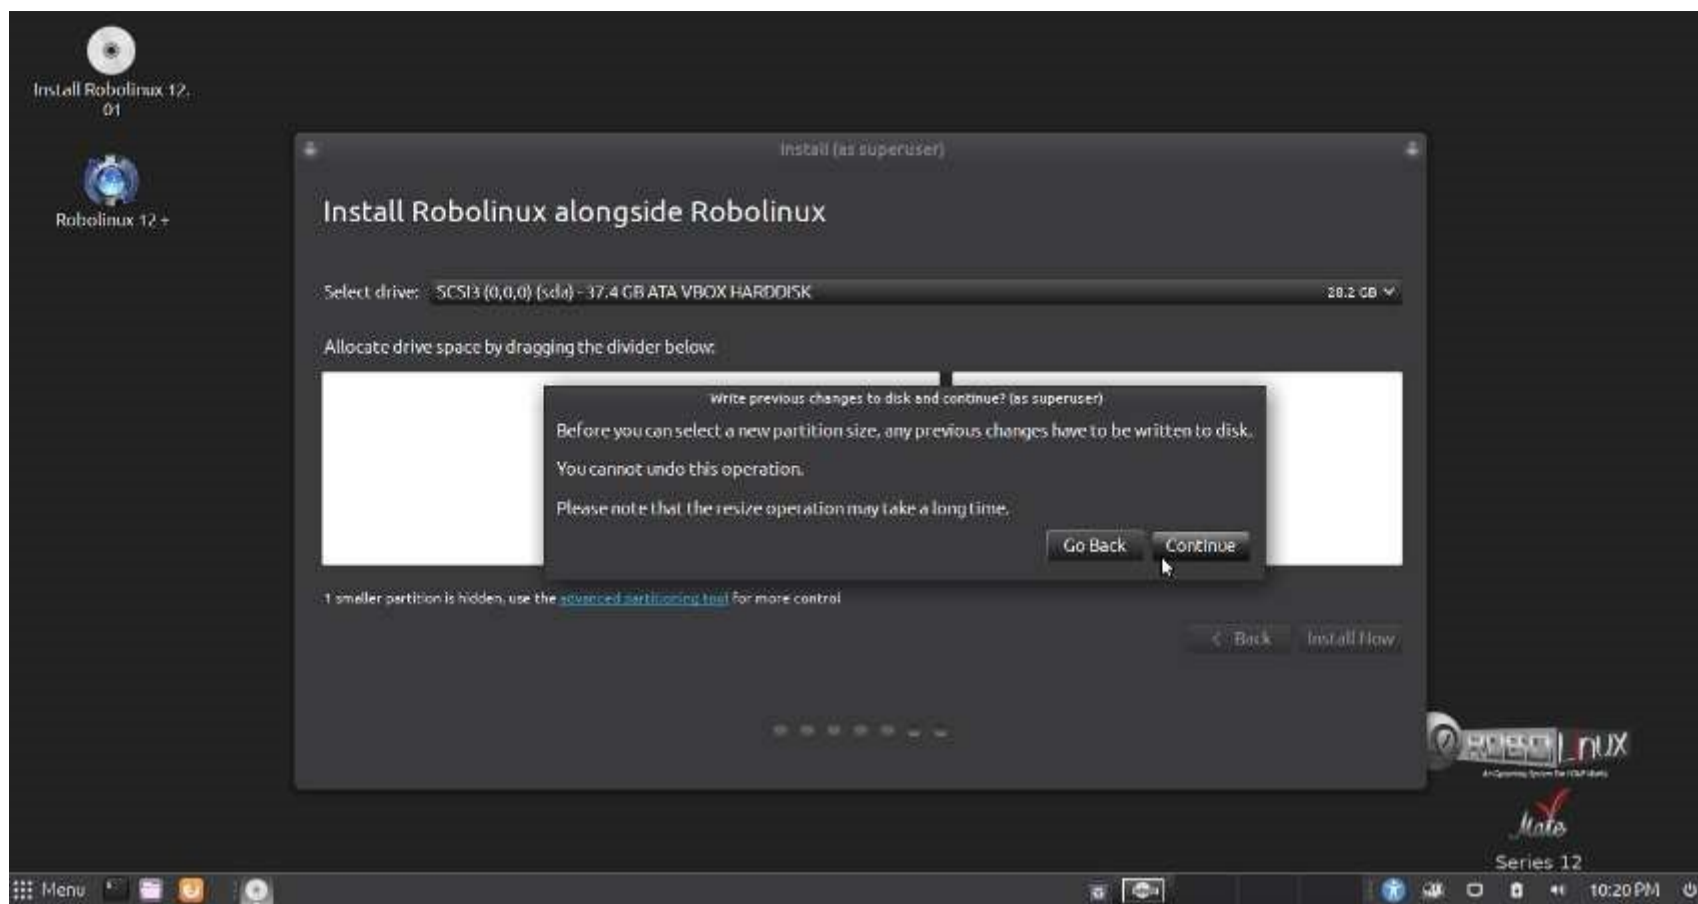 Install Robolinux 12.
01
Robolinux 12 +
Install (as superuser)
Install Robolinux alongside Robolinux
Select drive: SCSI3 (0,0,0) (sda) - 37.4 GB ATA VBOX HARDDISK 28.2 GB
Allocate drive space by dragging the divider below:
Write previous changes to disk and continue? (as superuser)
Before you can select a new partition size, any previous changes have to be written to disk.
You cannot undo this operation.
Please note that the resize operation may take a long time.
Go Back Continue
1 smaller partition is hidden, use the advanced partitioning tool for more control
< Back Install Now
ROBOLinux
Mate
Series 12
Menu 10:20 PM